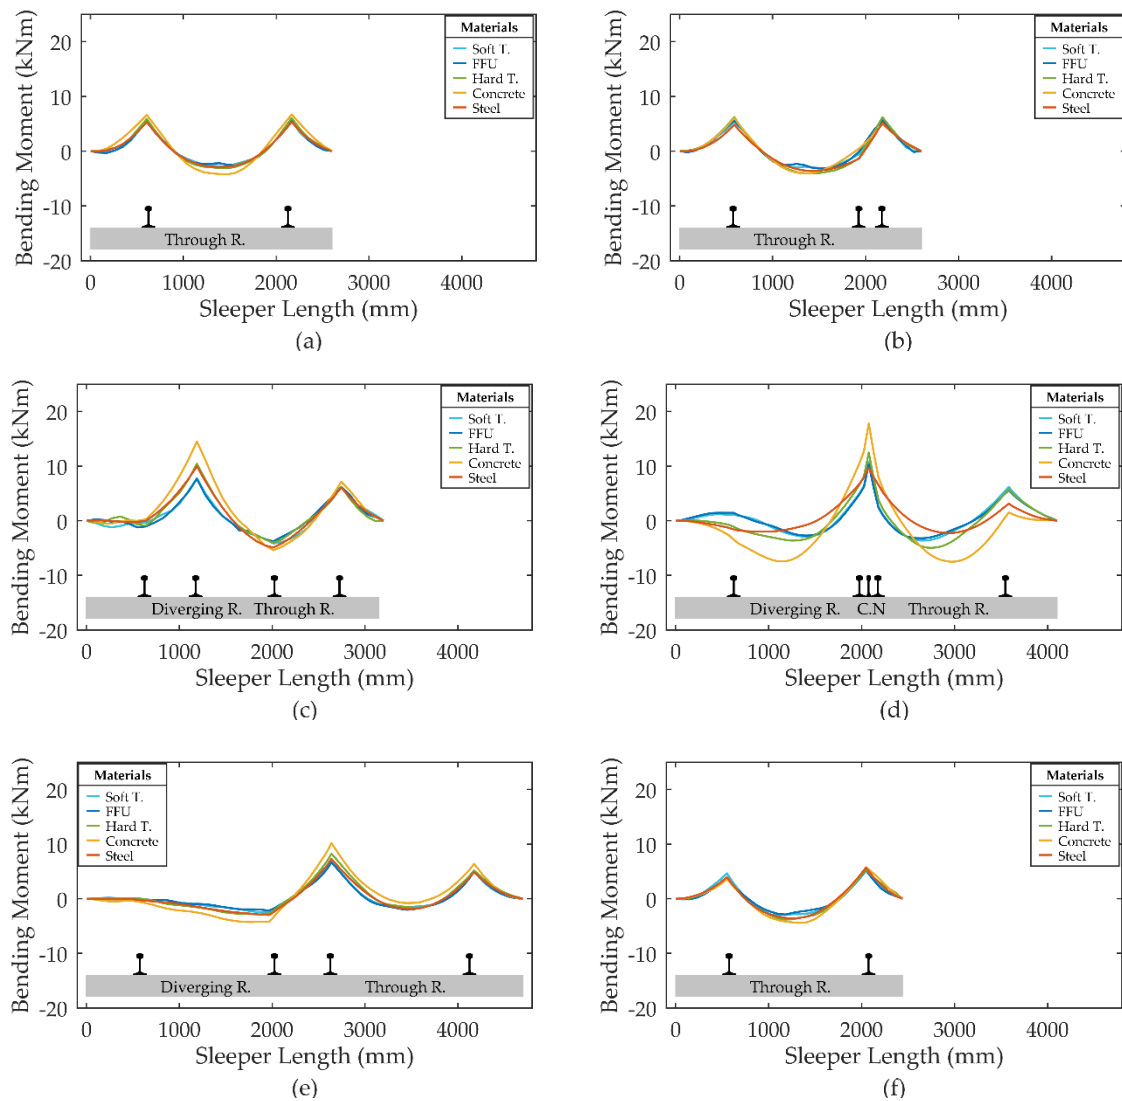 Bending Moment (kNm)
20
10
0
-10
-20
Materials
Soft T.
FFU
Hard T.
Concrete
Steel
Through R.
0 1000 2000 3000 4000
Sleeper Length (mm)
(a)
Bending Moment (kNm)
20
10
0
-10
-20
Materials
Soft T.
FFU
Hard T.
Concrete
Steel
Through R.
0 1000 2000 3000 4000
Sleeper Length (mm)
(b)
Bending Moment (kNm)
20
10
0
-10
-20
Materials
Soft T.
FFU
Hard T.
Concrete
Steel
Diverging R. Through R.
0 1000 2000 3000 4000
Sleeper Length (mm)
(c)
Bending Moment (kNm)
20
10
0
-10
-20
Materials
Soft T.
FFU
Hard T.
Concrete
Steel
Diverging R. C.N Through R.
0 1000 2000 3000 4000
Sleeper Length (mm)
(d)
Bending Moment (kNm)
20
10
0
-10
-20
Materials
Soft T.
FFU
Hard T.
Concrete
Steel
Diverging R. Through R.
0 1000 2000 3000 4000
Sleeper Length (mm)
(e)
Bending Moment (kNm)
20
10
0
-10
-20
Materials
Soft T.
FFU
Hard T.
Concrete
Steel
Through R.
0 1000 2000 3000 4000
Sleeper Length (mm)
(f)